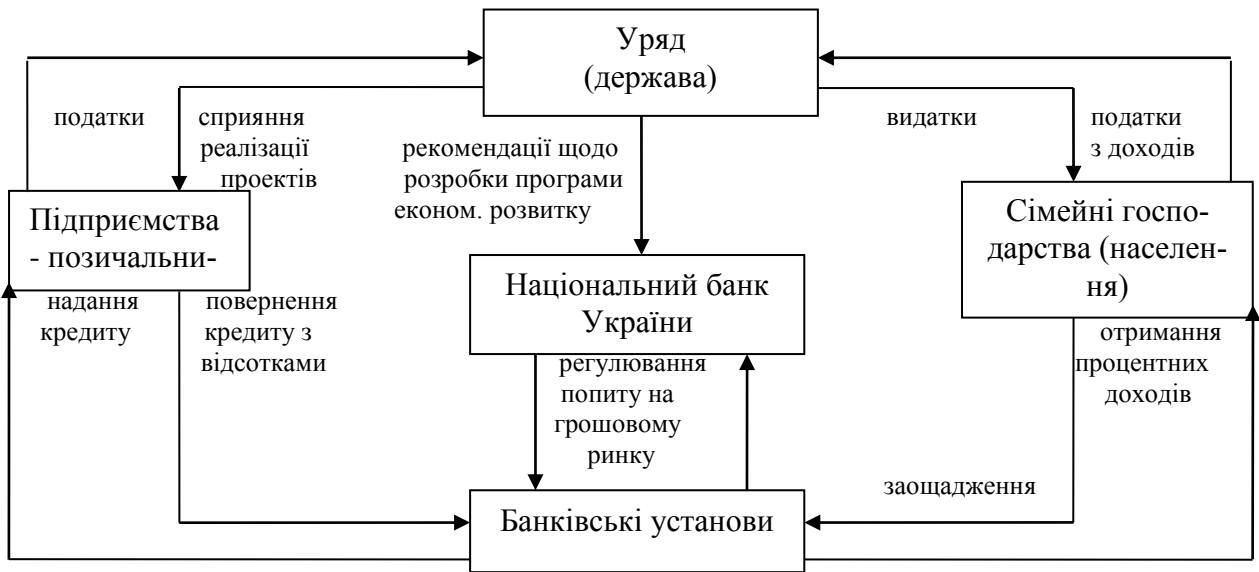 Уряд
(держава)
податки
сприяння
реалізації
проектів
рекомендації щодо
розробки програми
економ. розвитку
видатки
податки
з доходів
Підприємства
- позичальни-
Національний банк
України
Сімейні госпо-
дарства (населен-
ня)
надання
кредиту
повернення
кредиту з
відсотками
регулювання
попиту на
грошовому
ринку
отримання
процентних
доходів
заощадження
Банківські установи